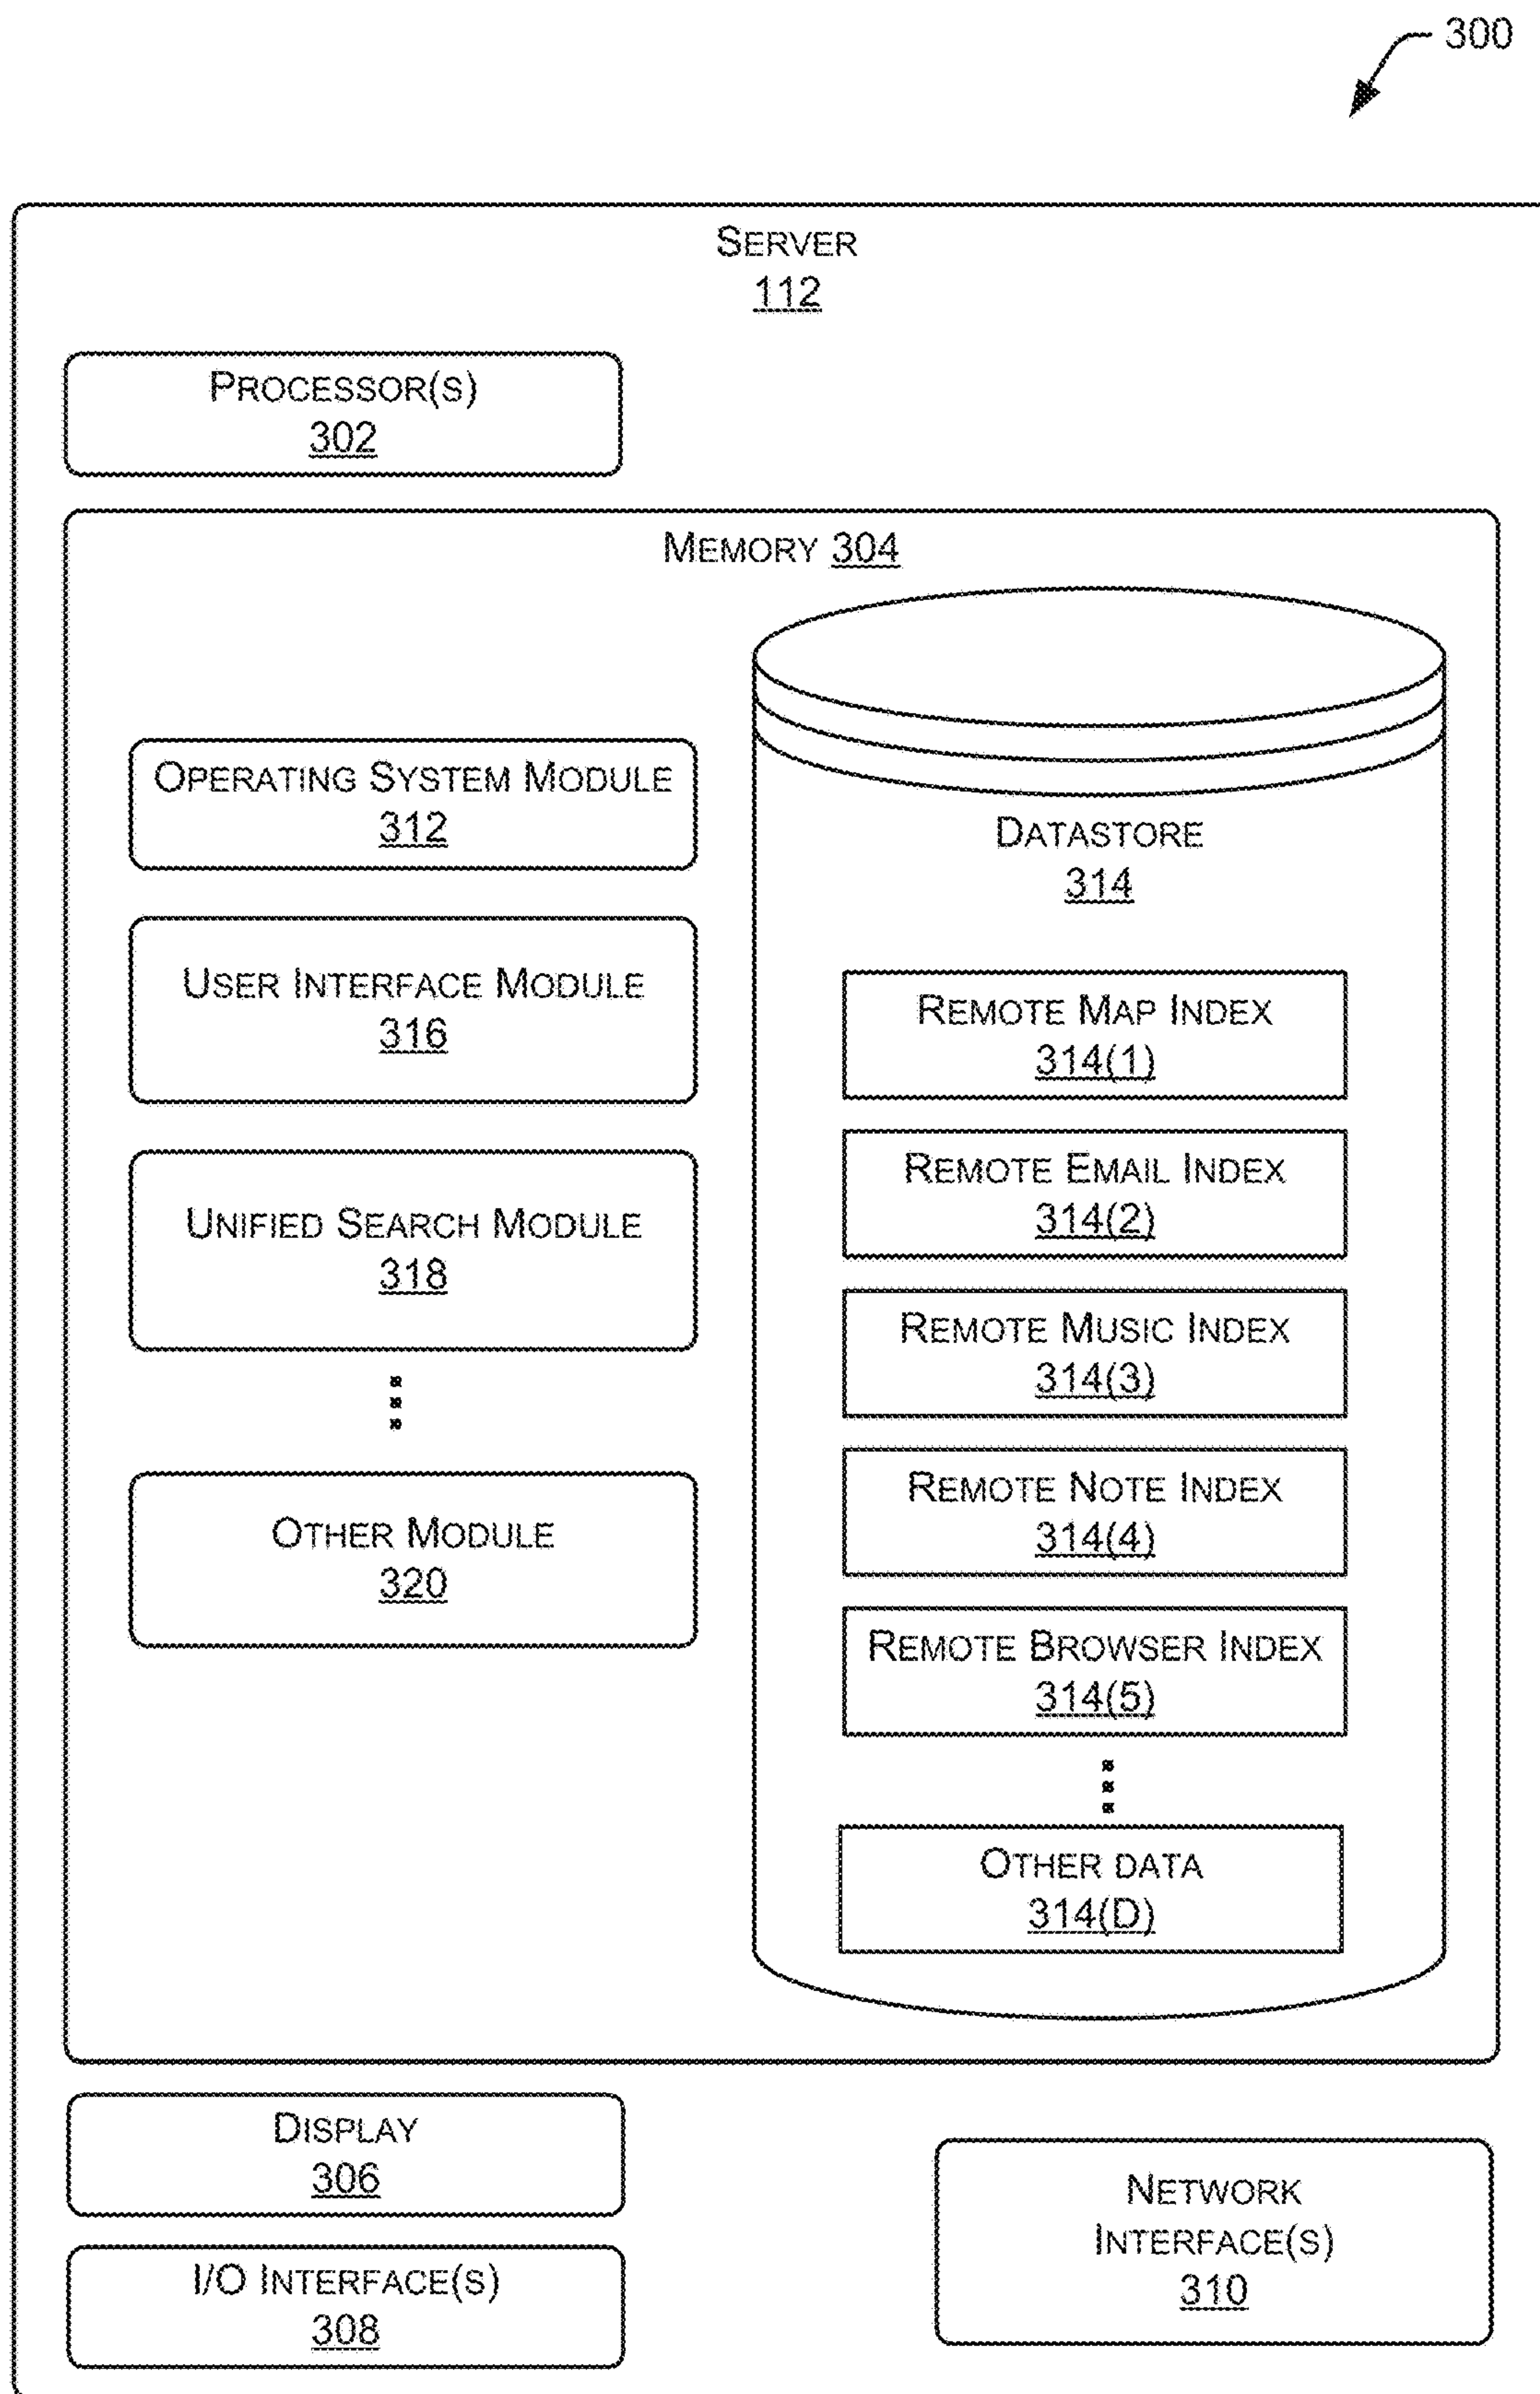 300
SERVER
112
PROCESSOR(S)
302
MEMORY 304
OPERATING SYSTEM MODULE
312
USER INTERFACE MODULE
316
UNIFIED SEARCH MODULE
318
OTHER MODULE
320
DATASTORE
314
REMOTE MAP INDEX
314(1)
REMOTE EMAIL INDEX
314(2)
REMOTE MUSIC INDEX
314(3)
REMOTE NOTE INDEX
314(4)
REMOTE BROWSER INDEX
314(5)
OTHER DATA
314(D)
DISPLAY
306
I/O INTERFACE(S)
308
NETWORK
INTERFACE(S)
310